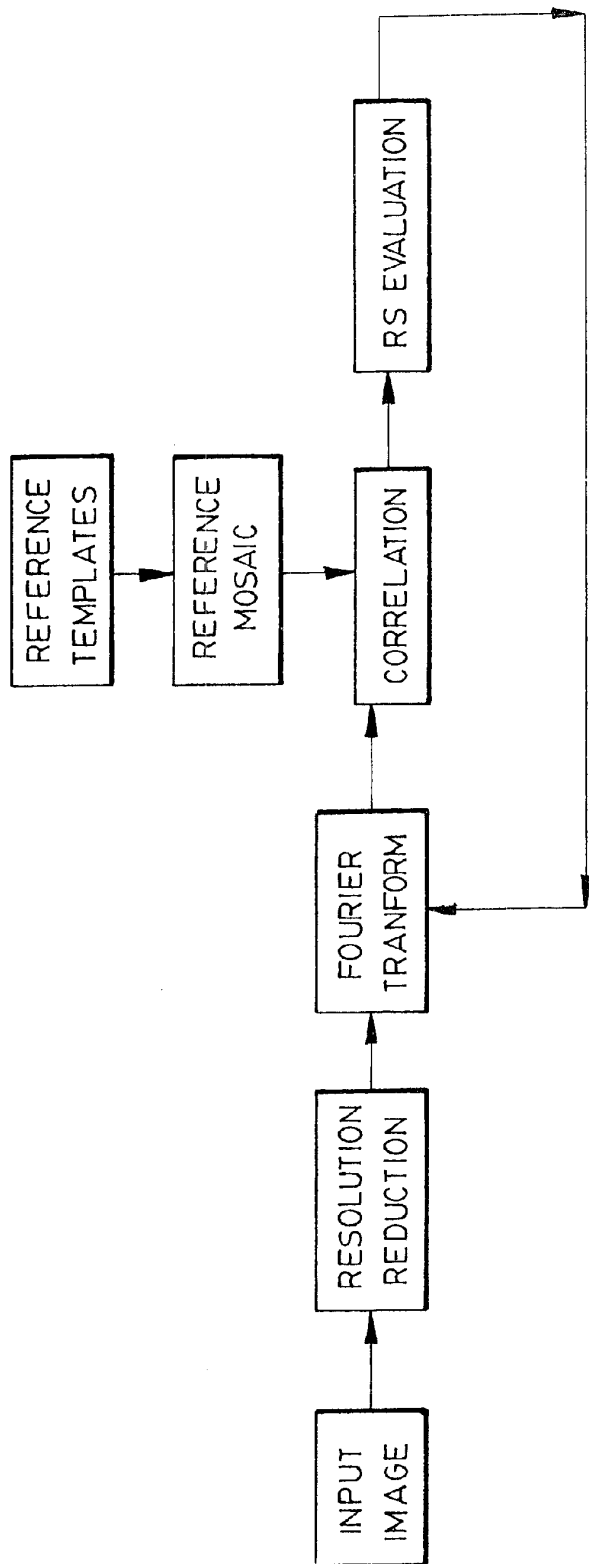 INPUT
IMAGE
RESOLUTION
REDUCTION
FOURIER
TRANFORM
REFERENCE
TEMPLATES
REFERENCE
MOSAIC
CORRELATION
RS EVALUATION